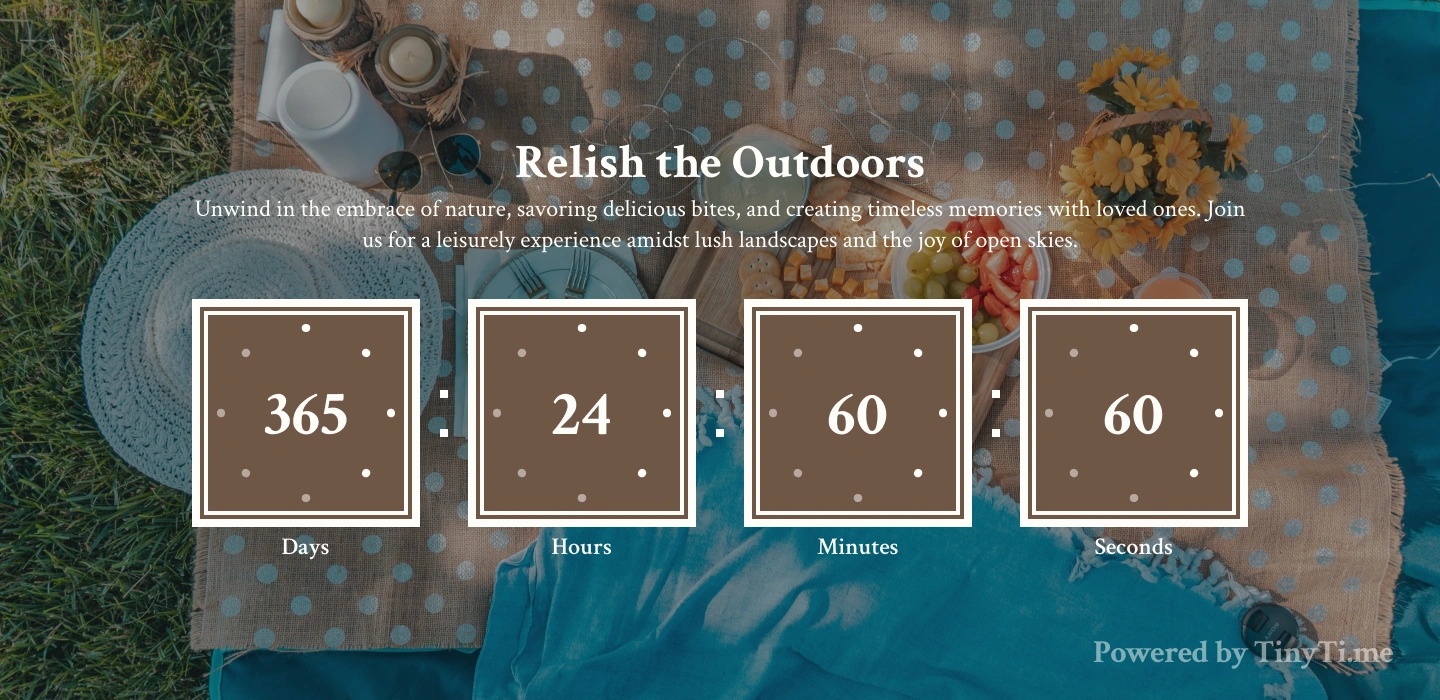 Relish the Outdoors
Unwind in the embrace of nature, savoring delicious bites, and creating timeless memories with loved ones. Join
us for a leisurely experience amidst lush landscapes and the joy of open skies.
365 : 24 : 60 : 60
Days Hours Minutes Seconds
Powered by TinyTi.me